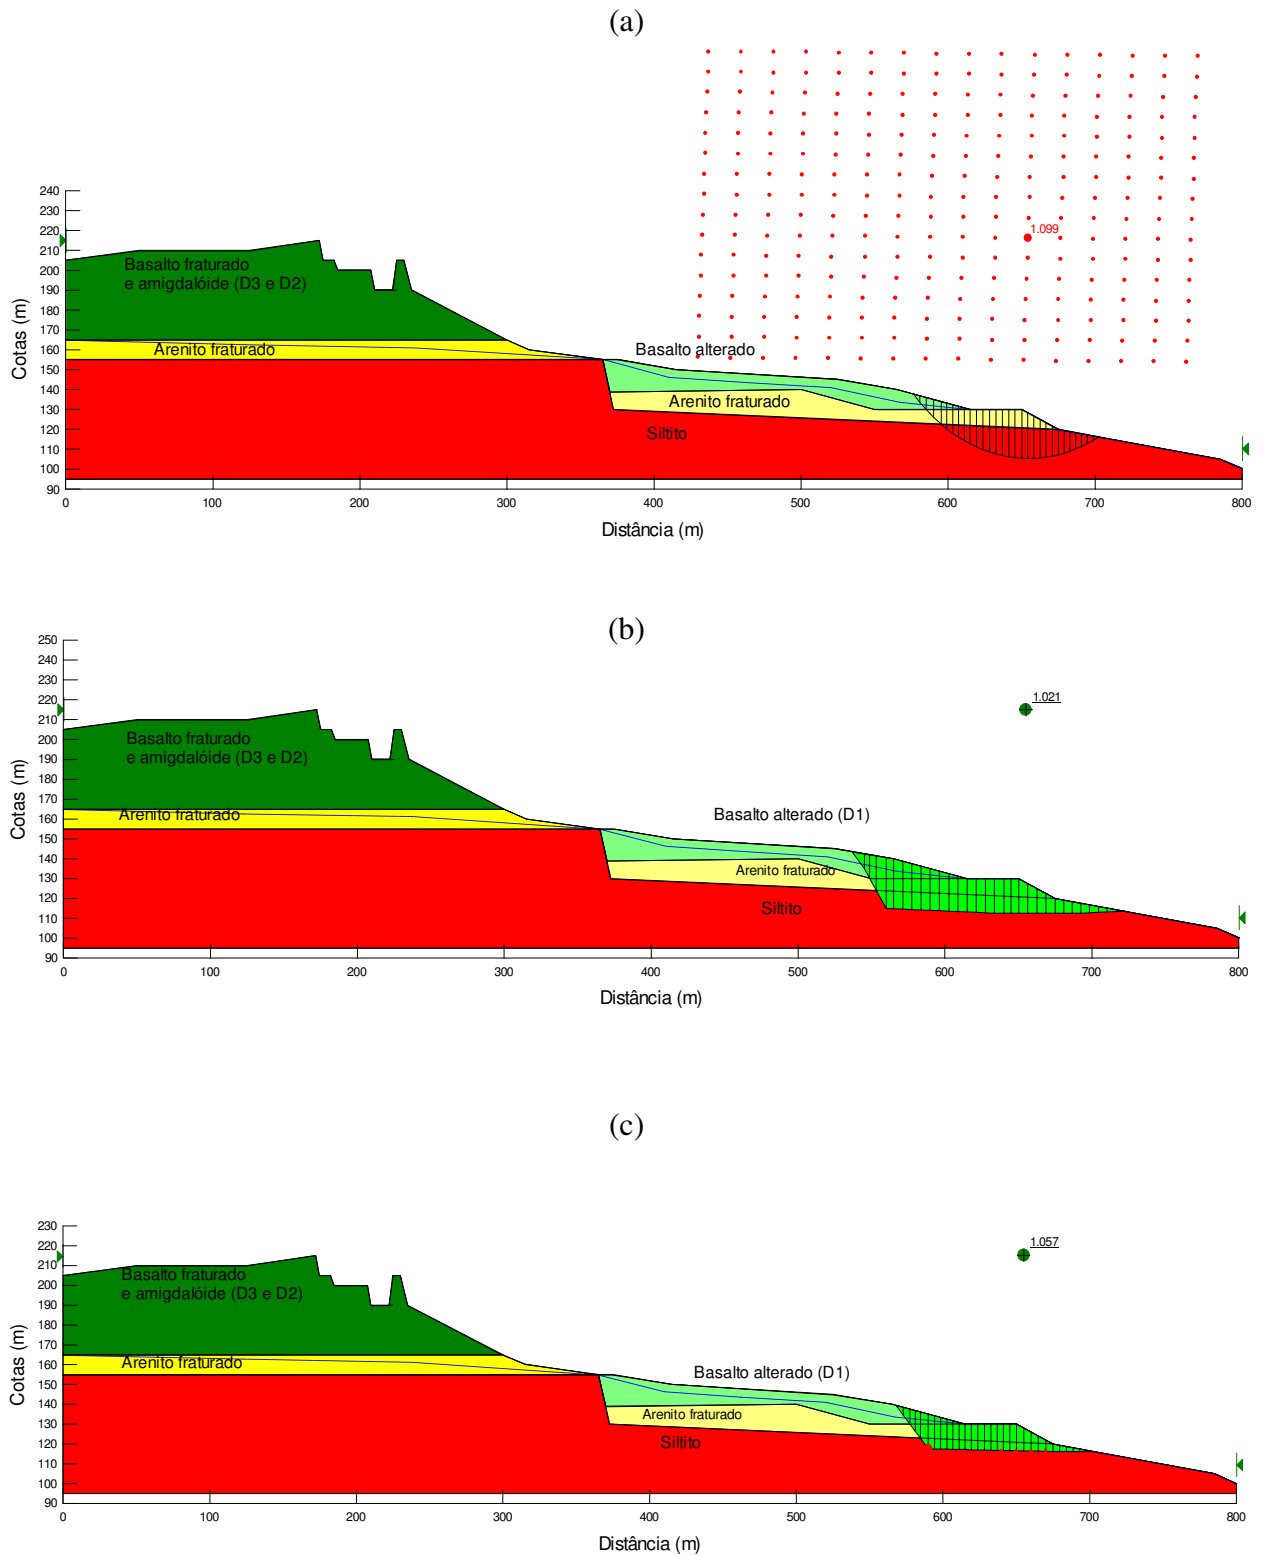 (a)
1.099
240
230
220
210
200
190
180
170
160
150
140
130
120
110
100
90
Cotas (m)
Basalto fraturado
e amigdalóide (D3 e D2)
Arenito fraturado
Basalto alterado
Arenito fraturado
Siltito
0 100 200 300 400 500 600 700 800
Distância (m)
(b)
1.021
250
240
230
220
210
200
190
180
170
160
150
140
130
120
110
100
90
Cotas (m)
Basalto fraturado
e amigdalóide (D3 e D2)
Arenito fraturado
Basalto alterado (D1)
Arenito fraturado
Siltito
0 100 200 300 400 500 600 700 800
Distância (m)
(c)
1.057
230
220
210
200
190
180
170
160
150
140
130
120
110
100
90
Cotas (m)
Basalto fraturado
e amigdalóide (D3 e D2)
Arenito fraturado
Basalto alterado (D1)
Arenito fraturado
Siltito
0 100 200 300 400 500 600 700 800
Distância (m)